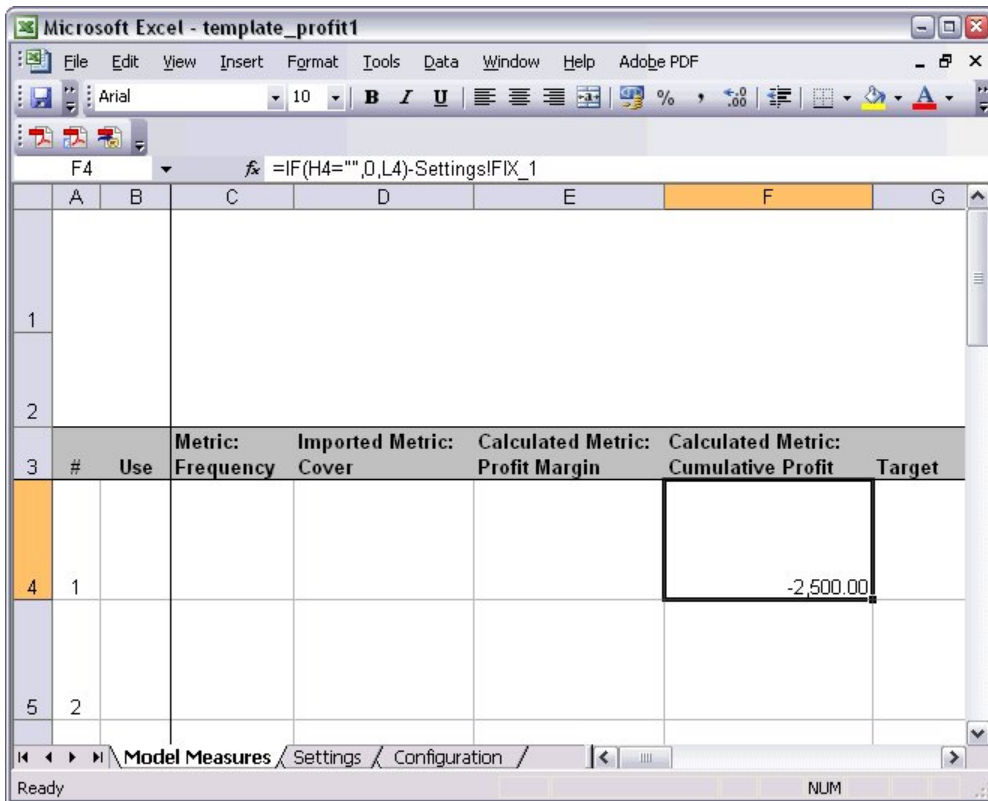 Microsoft Excel - template_profit1
File Edit View Insert Format Tools Data Window Help Adobe PDF
Arial 10 B I U % , .00
F4 fx =IF(H4="",0,L4)-Settings!FIX_1
A B C D E F G
1
2
Metric: Imported Metric: Calculated Metric: Calculated Metric:
3 # Use Frequency Cover Profit Margin Cumulative Profit Target
4 1 -2,500.00
5 2
Model Measures Settings Configuration
Ready NUM